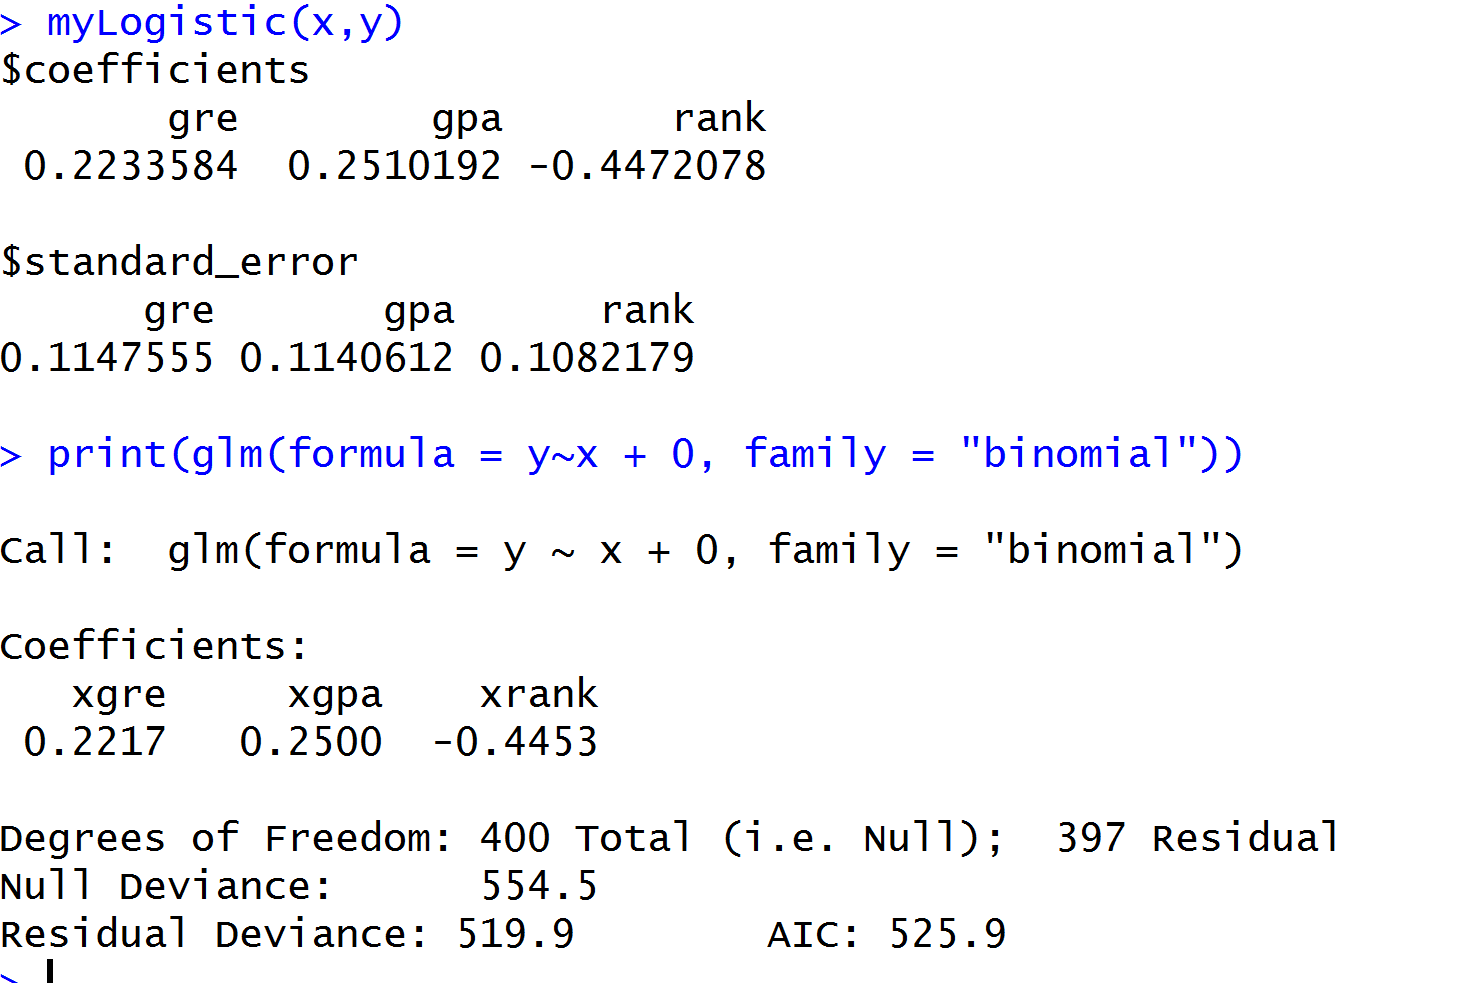 > myLogistic(x,y)
$coefficients
gre gpa rank
0.2233584 0.2510192 -0.4472078
$standard_error
gre gpa rank
0.1147555 0.1140612 0.1082179
> print(glm(formula = y~x + 0, family = "binomial"))
Call: glm(formula = y ~ x + 0, family = "binomial")
Coefficients:
xgre xgpa xrank
0.2217 0.2500 -0.4453
Degrees of Freedom: 400 Total (i.e. Null); 397 Residual
Null Deviance: 554.5
Residual Deviance: 519.9 AIC: 525.9
>